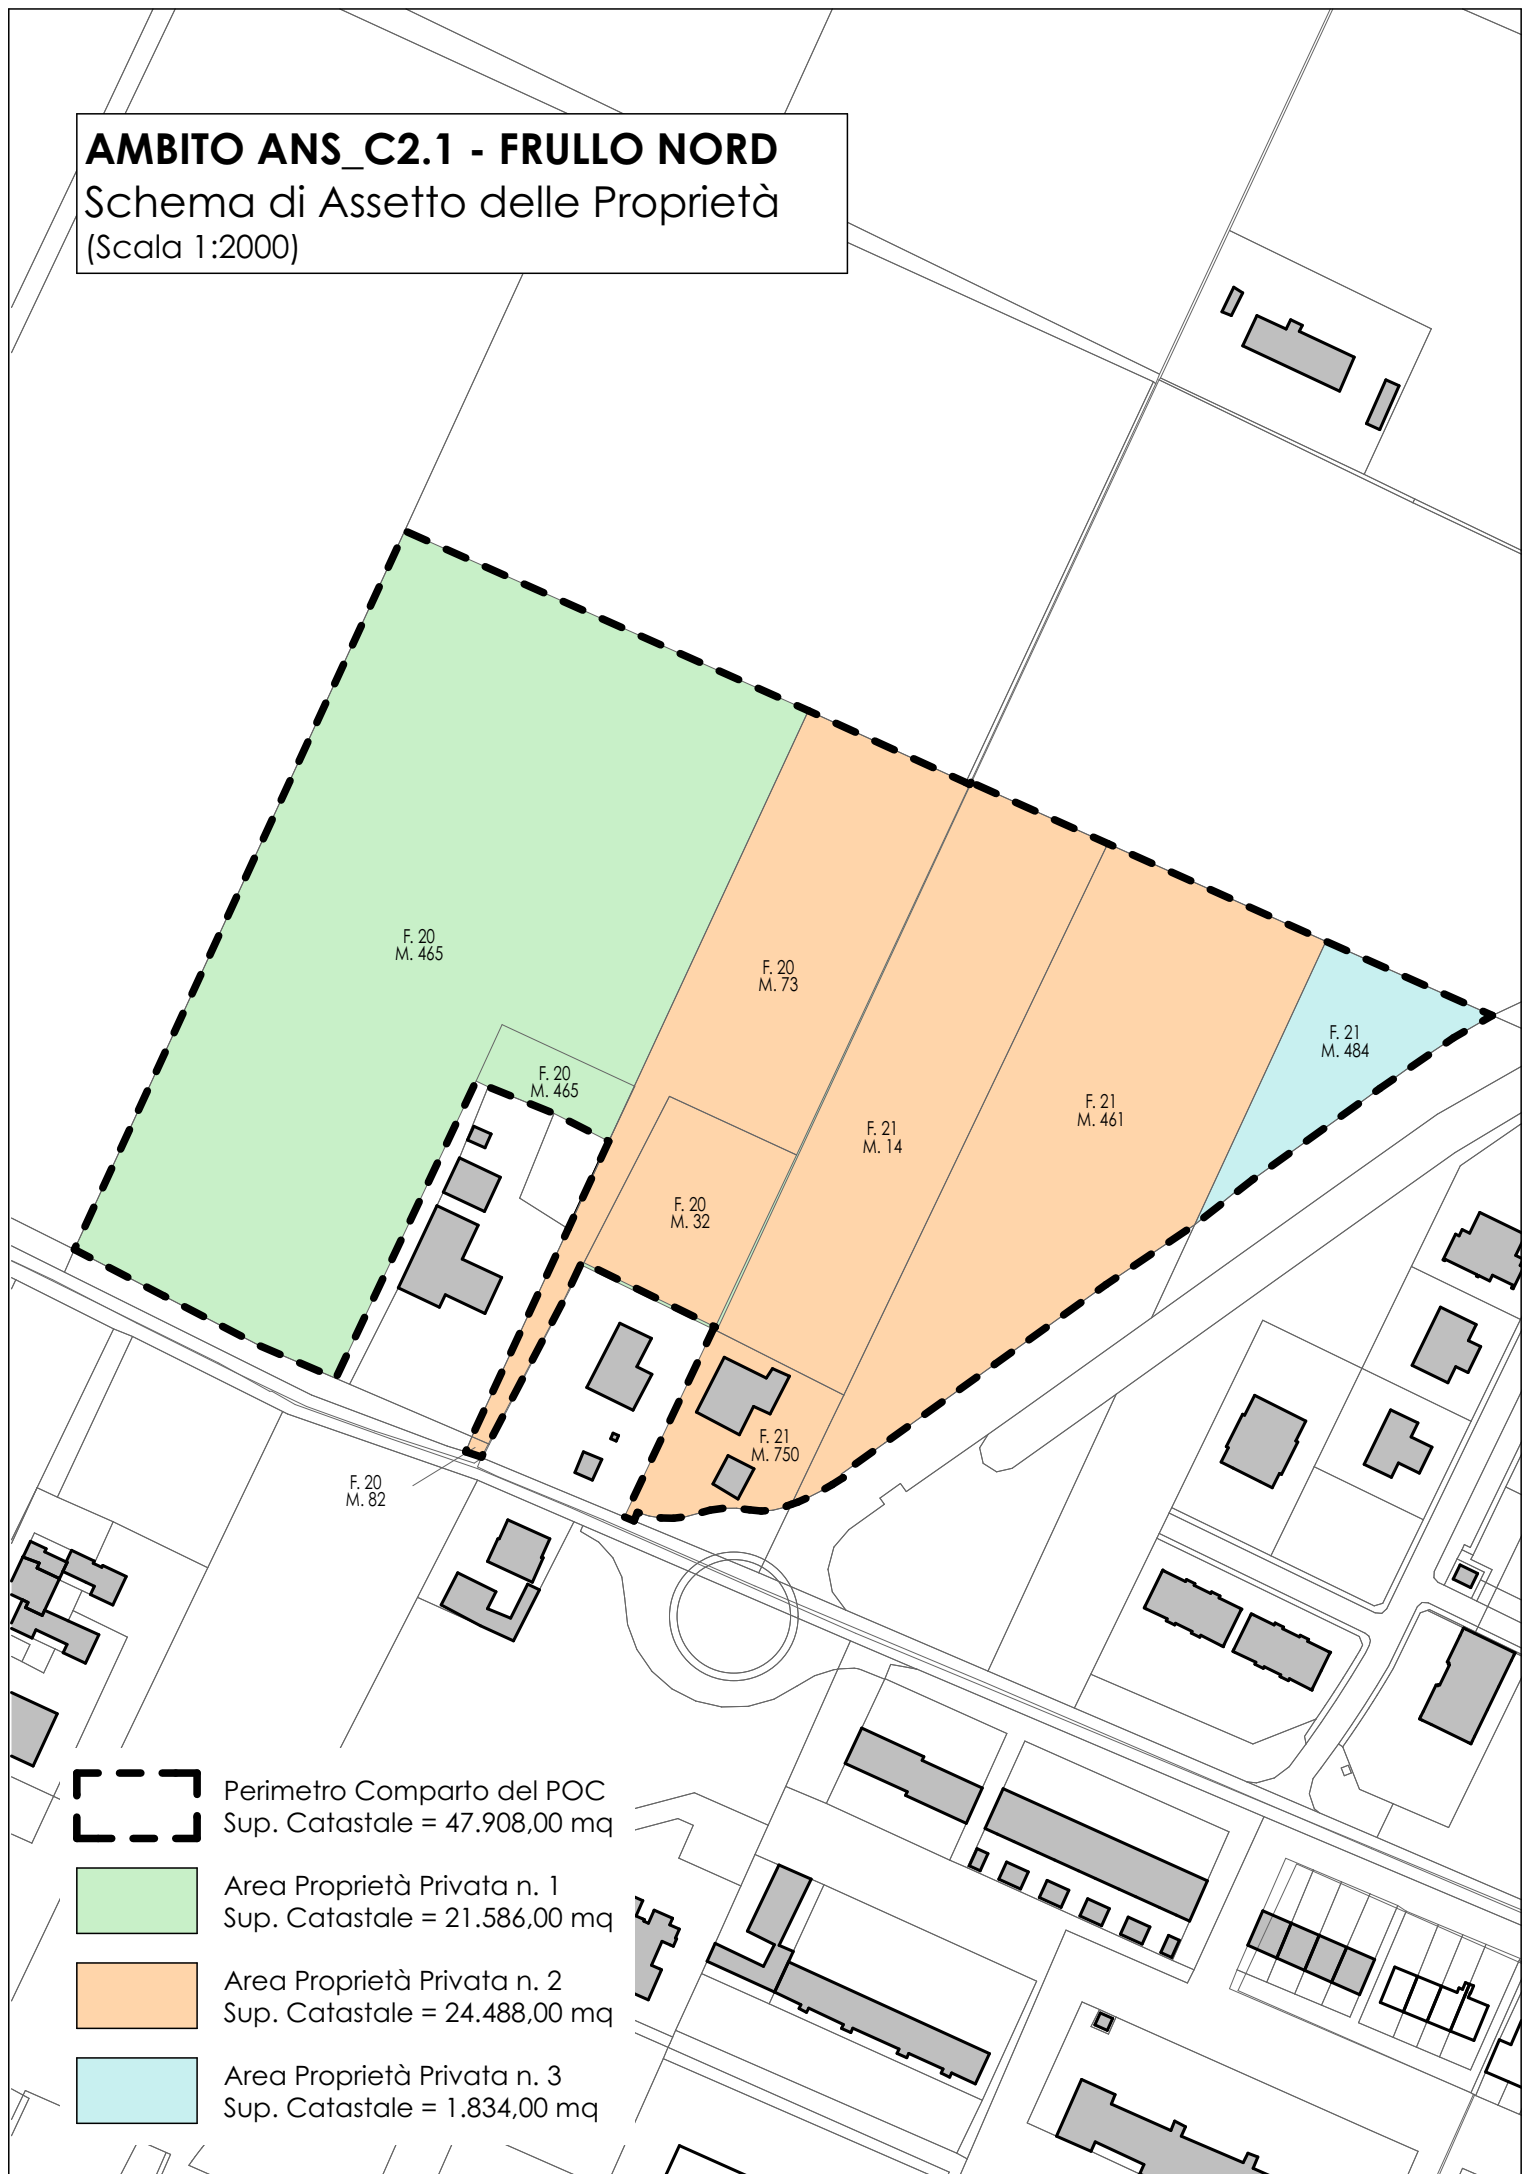 AMBITO ANS_C2.1 - FRULLO NORD
Schema di Assetto delle Proprietà
(Scala 1:2000)
F. 20
M. 465
F. 20
M. 73
F. 21
M. 484
F. 20
M. 465
F. 21
M. 461
F. 21
M. 14
F. 20
M. 32
F. 21
M. 750
F. 20
M. 82
Perimetro Comparto del POC
Sup. Catastale = 47.908,00 mq
Area Proprietà Privata n. 1
Sup. Catastale = 21.586,00 mq
Area Proprietà Privata n. 2
Sup. Catastale = 24.488,00 mq
Area Proprietà Privata n. 3
Sup. Catastale = 1.834,00 mq